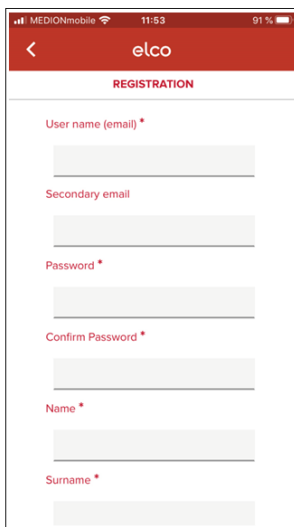 MEDIONmobile 11:53 91 %
elco
REGISTRATION
User name (email) *
Secondary email
Password *
Confirm Password *
Name *
Surname *